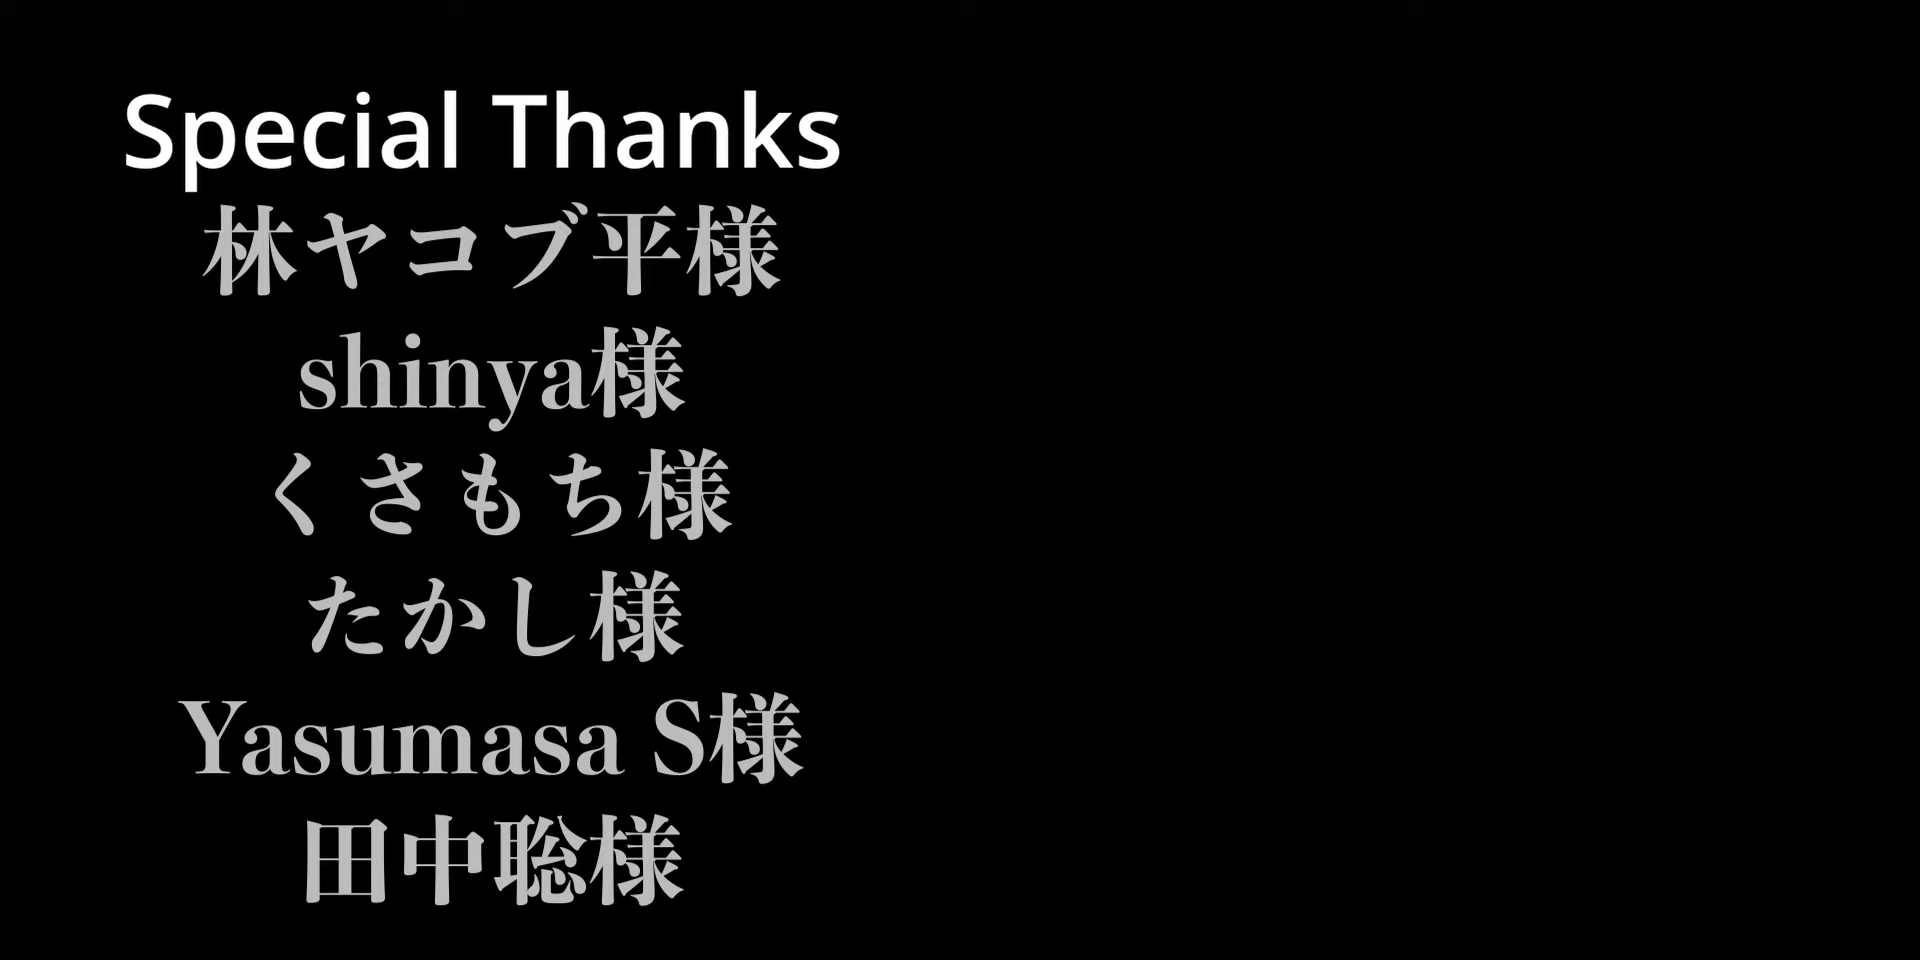 Special Thanks
林ヤコブ平様
shinya様
くさもち様
たかし様
Yasumasa S様
田中聡様